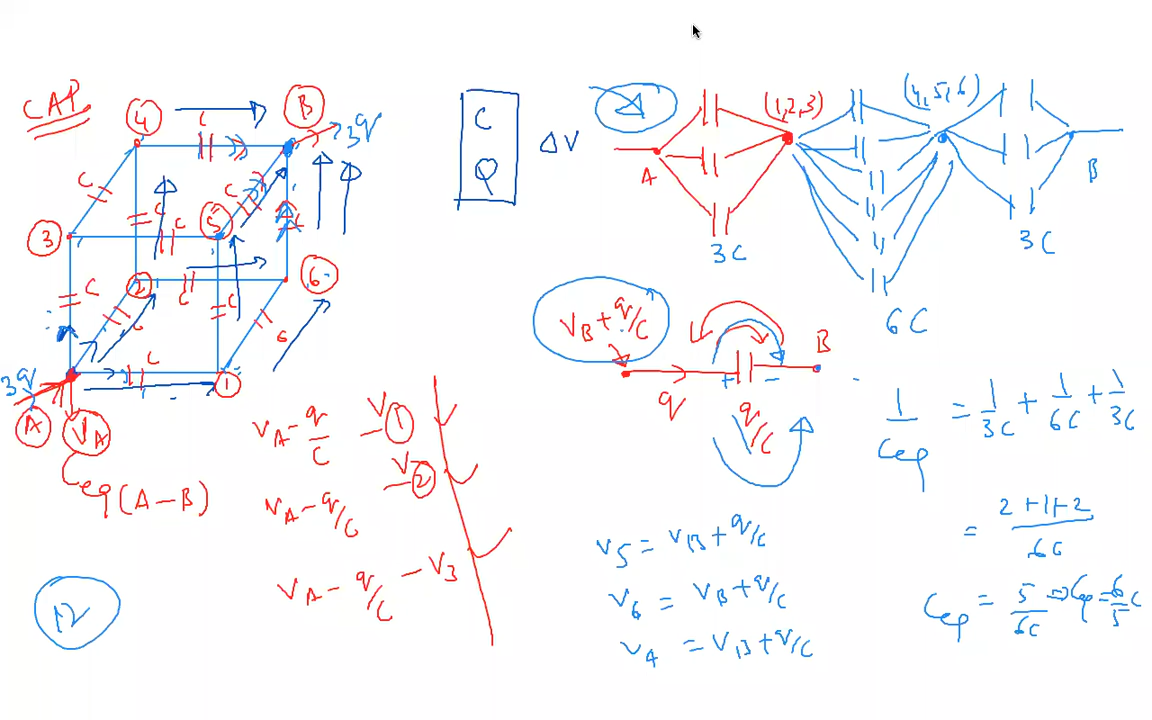 CAP
4
B
3q
C
C
C
C
3
5
C
C
2
6
C
C
C
C
1
3q
A
VA
Ceq (A-B)
12
VA - q/C - V1
VA - q/C - V2
VA - q/C - V3
C
Q
ΔV
A
(1,2,3)
(4,5,6)
B
3C
6C
3C
VB + q/C
B
q
+ -
q/C
V5 = VB + q/C
V6 = VB + q/C
V4 = VB + q/C
1/Ceq = 1/3C + 1/6C + 1/3C
= 2+1+2/6C
Ceq = 5/6C ⇒ Ceq = 6/5 C